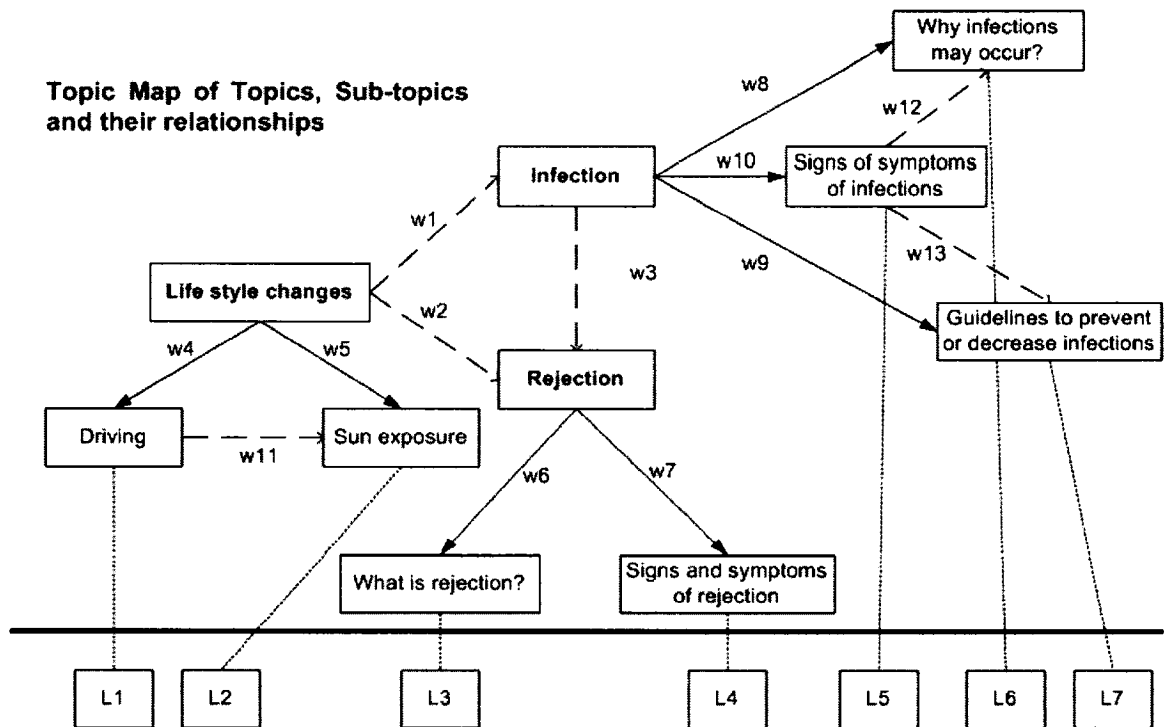 Why infections
may occur?
Topic Map of Topics, Sub-topics
and their relationships
w8
w12
Infection
w10
Signs of symptoms
of infections
w1
w3
w9
w13
Life style changes
w2
Guidelines to prevent
or decrease infections
w4
w5
Rejection
Driving
w11
Sun exposure
w6
w7
What is rejection?
Signs and symptoms
of rejection
L1
L2
L3
L4
L5
L6
L7